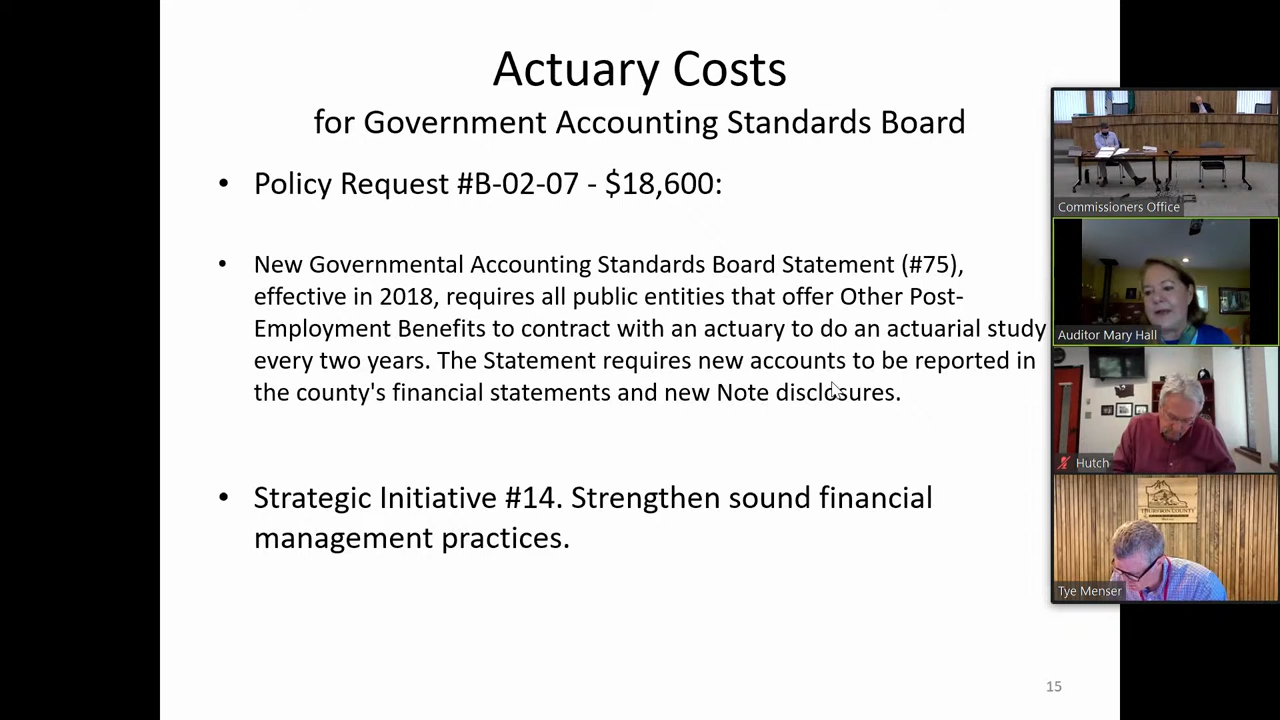 Actuary Costs
for Government Accounting Standards Board
• Policy Request #B-02-07 - $18,600:
• New Governmental Accounting Standards Board Statement (#75),
effective in 2018, requires all public entities that offer Other Post-
Employment Benefits to contract with an actuary to do an actuarial study
every two years. The Statement requires new accounts to be reported in
the county's financial statements and new Note disclosures.
• Strategic Initiative #14. Strengthen sound financial
management practices.
15
Commissioners Office
Auditor Mary Hall
Hutch
THURSTON COUNTY
Tye Menser